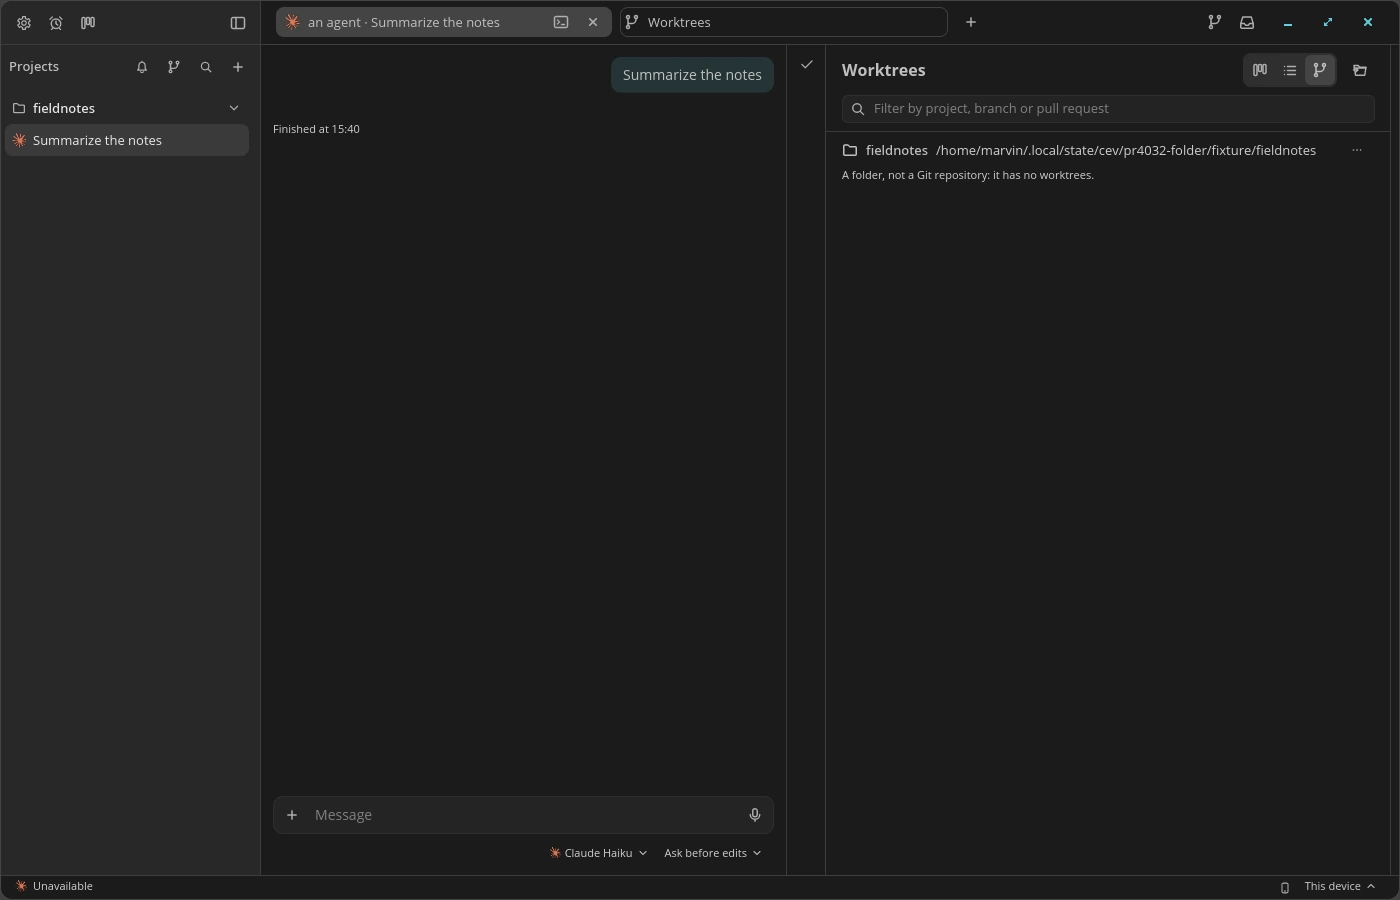 an agent · Summarize the notes
Worktrees
Projects
fieldnotes
Summarize the notes
Summarize the notes
Finished at 15:40
Message
Claude Haiku
Ask before edits
Worktrees
Filter by project, branch or pull request
fieldnotes /home/marvin/.local/state/cev/pr4032-folder/fixture/fieldnotes
A folder, not a Git repository: it has no worktrees.
Unavailable
This device